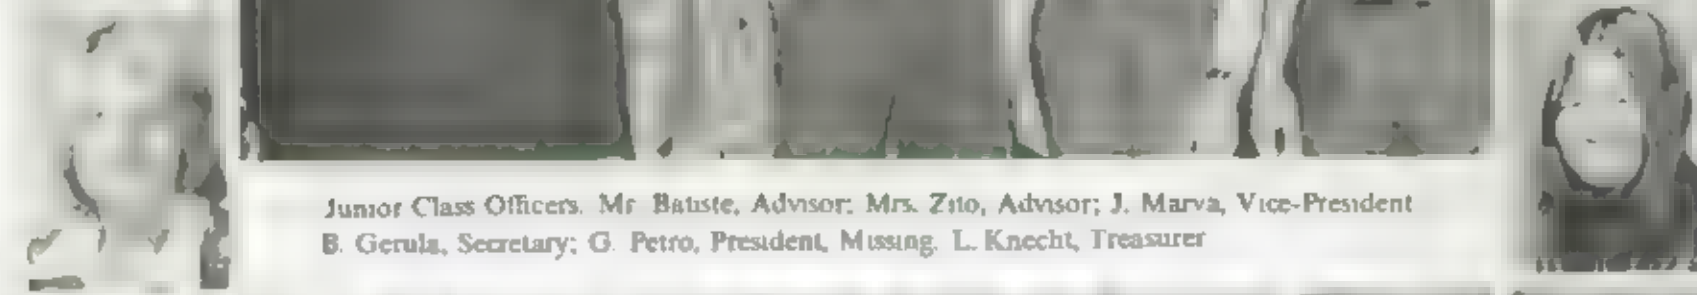 Junior Class Officers. Mr Batiste, Advisor: Mrs. Zito, Advisor; J. Marva, Vice-President
B. Gerula, Secretary; G. Petro, President, Missing. L. Knecht, Treasurer